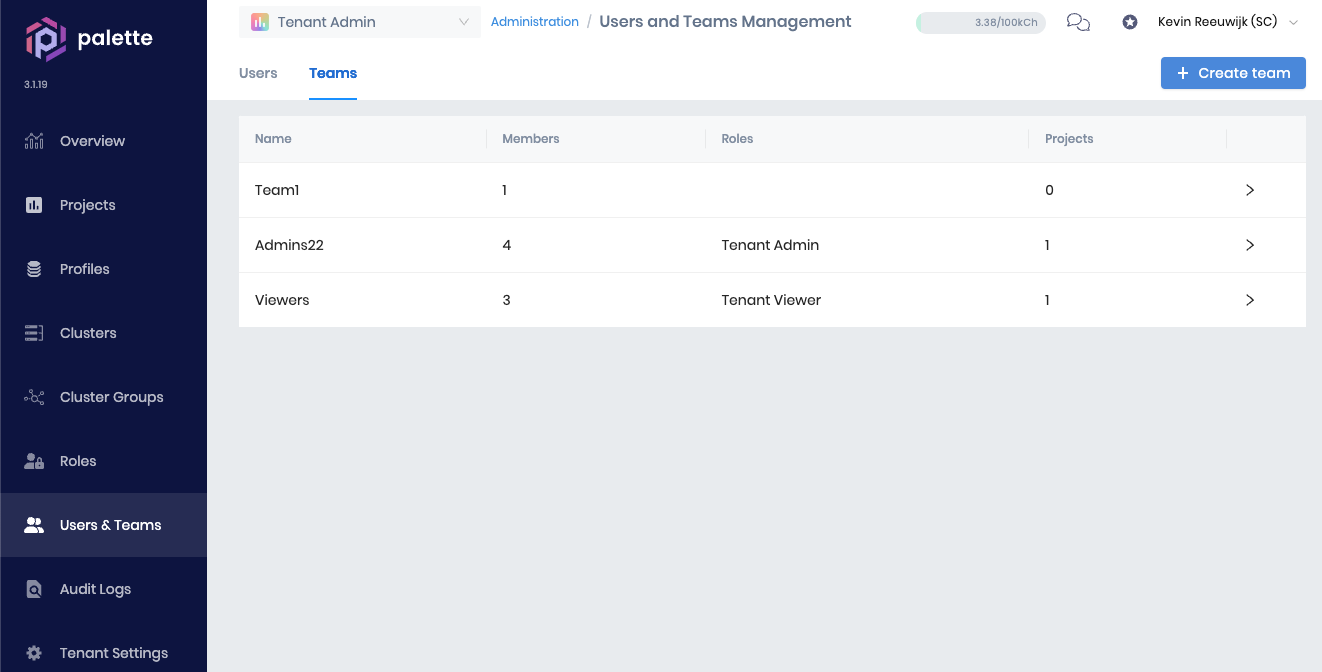 palette
3.1.19
Overview
Projects
Profiles
Clusters
Cluster Groups
Roles
Users & Teams
Audit Logs
Tenant Settings
Tenant Admin
Administration / Users and Teams Management
3.38/100kCh
Kevin Reeuwijk (SC)
Users Teams
+ Create team
Name Members Roles Projects
Team1 1 0
Admins22 4 Tenant Admin 1
Viewers 3 Tenant Viewer 1